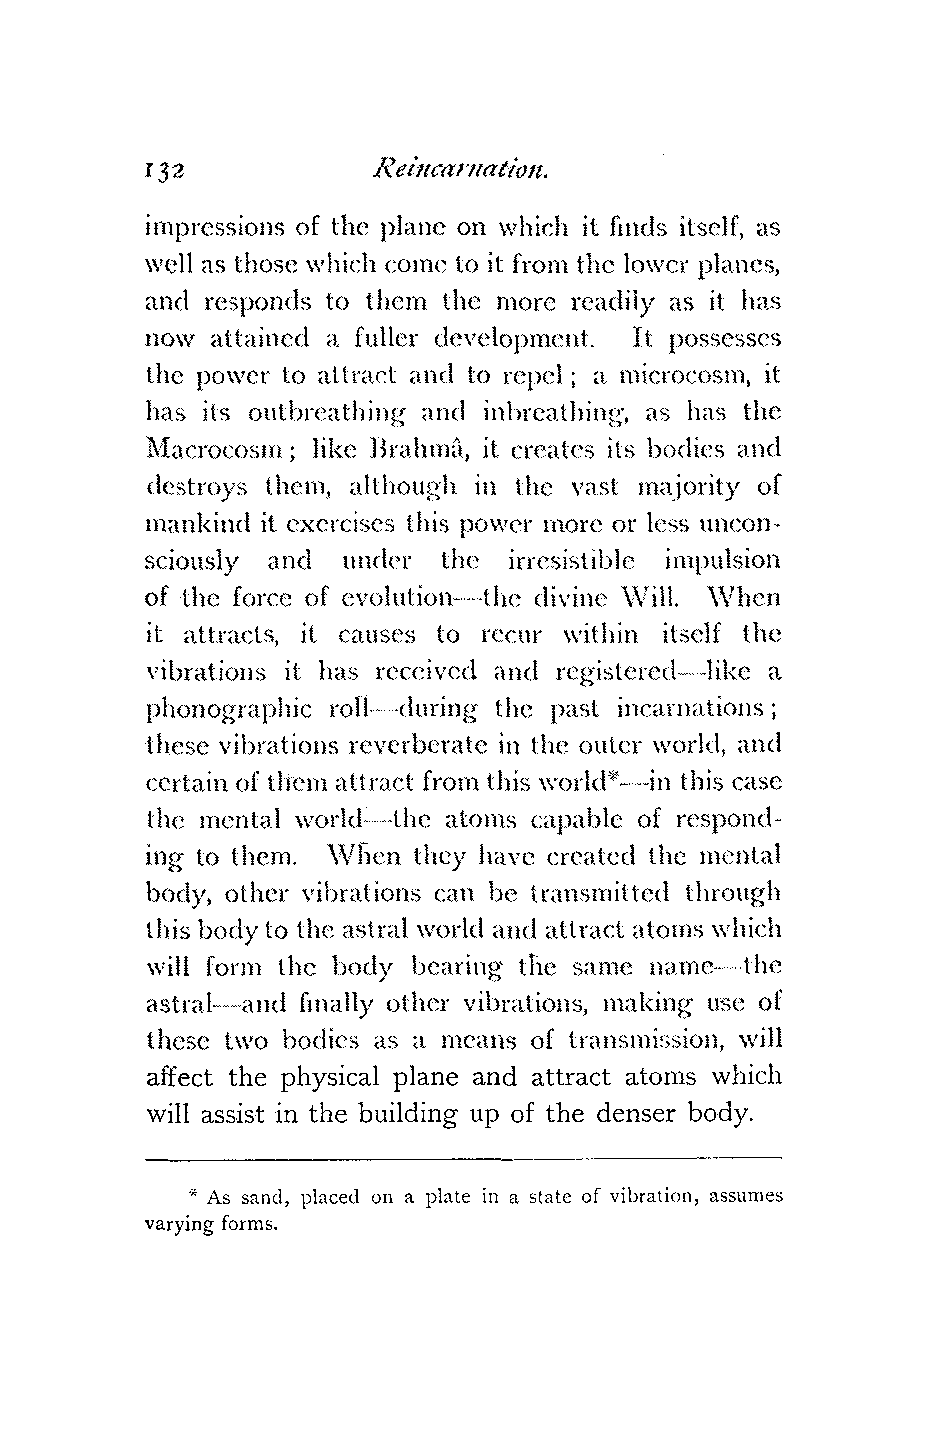 132 Reincarnation.
impressions of the plane on which it finds itself, as
well as those which come to it from the lower planes,
and responds to them the more readily as it has
now attained a fuller development. It possesses
the power to attract and to repel ; a microcosm, it
has its outbreathing and inbreathing, as has the
Macrocosm ; like Brahmâ, it creates its bodies and
destroys them, although in the vast majority of
mankind it exercises this power more or less uncon-
sciously and under the irresistible impulsion
of the force of evolution—the divine Will. When
it attracts, it causes to recur within itself the
vibrations it has received and registered—like a
phonographic roll—during the past incarnations ;
these vibrations reverberate in the outer world, and
certain of them attract from this world*—in this case
the mental world—the atoms capable of respond-
ing to them. When they have created the mental
body, other vibrations can be transmitted through
this body to the astral world and attract atoms which
will form the body bearing the same name—the
astral—and finally other vibrations, making use of
these two bodies as a means of transmission, will
affect the physical plane and attract atoms which
will assist in the building up of the denser body.
* As sand, placed on a plate in a state of vibration, assumes
varying forms.